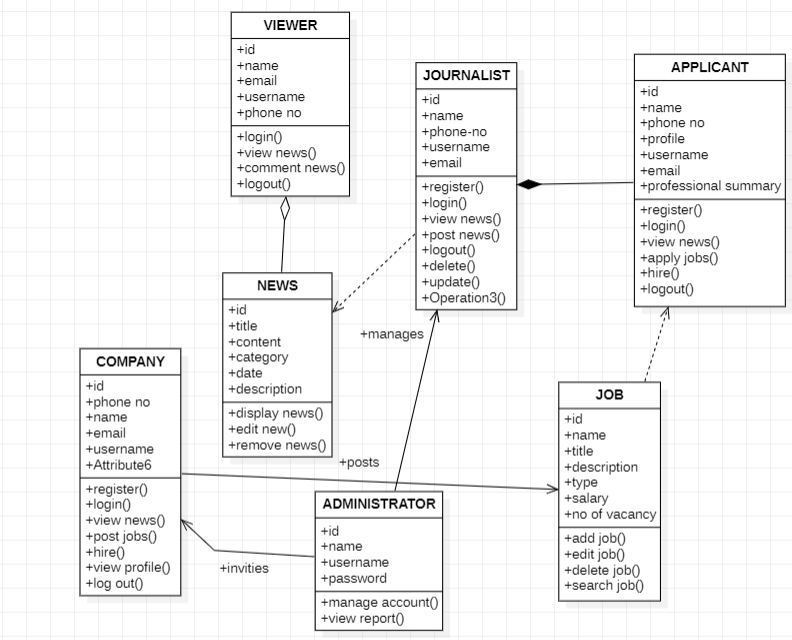 VIEWER
+id
+name
+email
+username
+phone no
+login()
+view news()
+comment news()
+logout()
JOURNALIST
+id
+name
+phone-no
+username
+email
+register()
+login()
+view news()
+post news()
+logout()
+delete()
+update()
+Operation3()
APPLICANT
+id
+name
+phone no
+profile
+username
+email
+professional summary
+register()
+login()
+view news()
+apply jobs()
+hire()
+logout()
NEWS
+id
+title
+content
+category
+date
+description
+display news()
+edit new()
+remove news()
+manages
COMPANY
+id
+phone no
+name
+email
+username
+Attribute6
+register()
+login()
+view news()
+post jobs()
+hire()
+view profile()
+log out()
+posts
JOB
+id
+name
+title
+description
+type
+salary
+no of vacancy
+add job()
+edit job()
+delete job()
+search job()
ADMINISTRATOR
+id
+name
+username
+password
+manage account()
+view report()
+invities